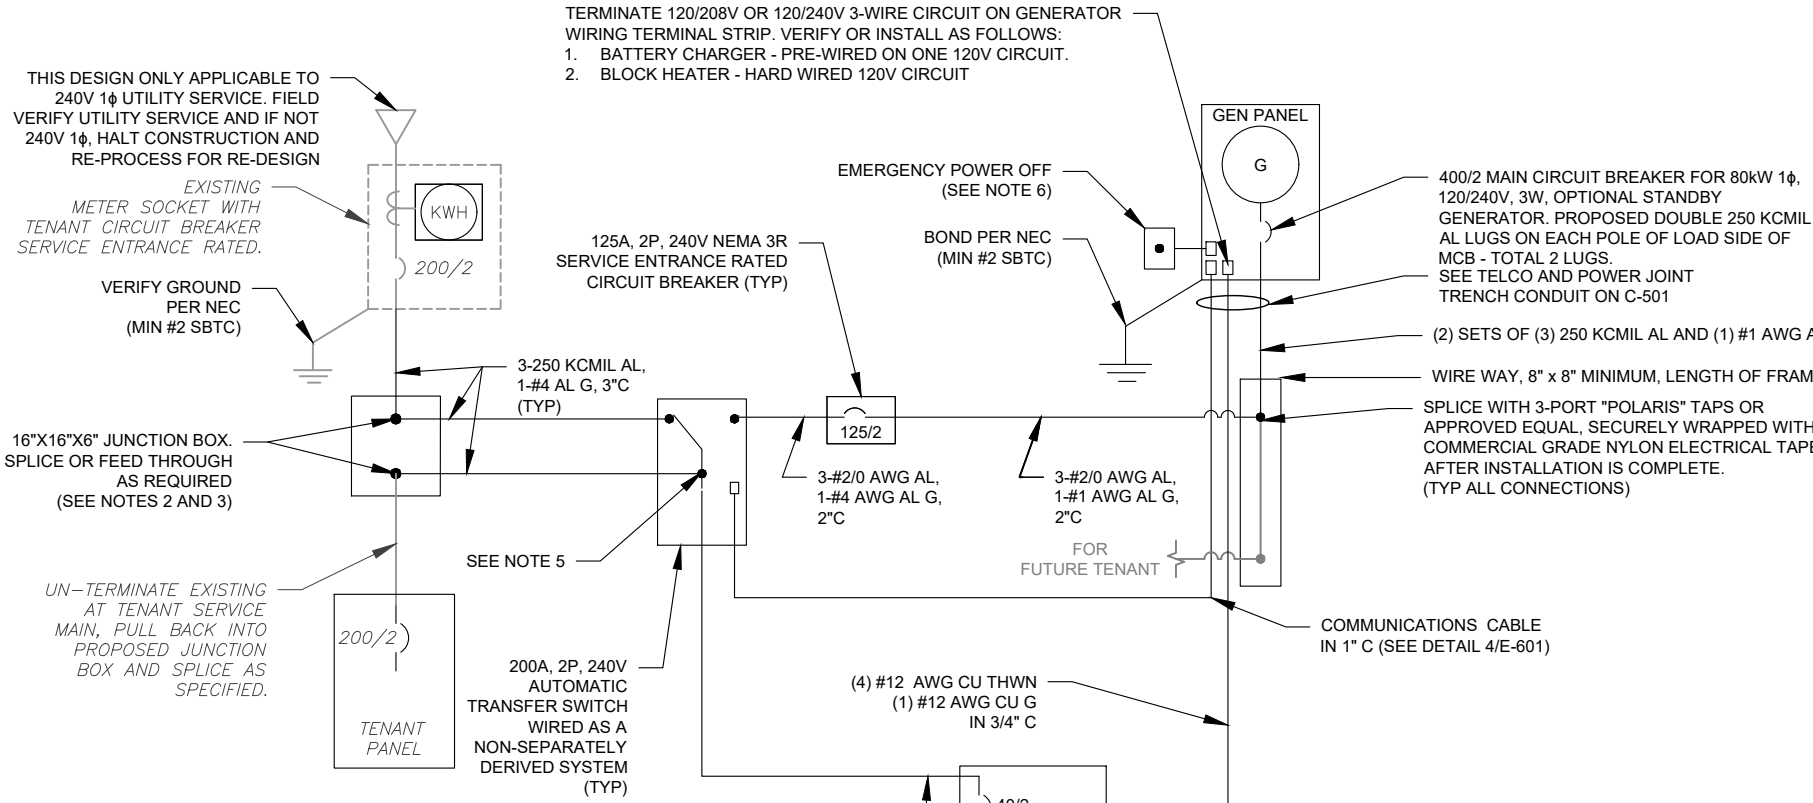 TERMINATE 120/208V OR 120/240V 3-WIRE CIRCUIT ON GENERATOR
WIRING TERMINAL STRIP. VERIFY OR INSTALL AS FOLLOWS:
1. BATTERY CHARGER - PRE-WIRED ON ONE 120V CIRCUIT.
2. BLOCK HEATER - HARD WIRED 120V CIRCUIT
THIS DESIGN ONLY APPLICABLE TO
240V 1ϕ UTILITY SERVICE. FIELD
VERIFY UTILITY SERVICE AND IF NOT
240V 1ϕ, HALT CONSTRUCTION AND
RE-PROCESS FOR RE-DESIGN
EXISTING
METER SOCKET WITH
TENANT CIRCUIT BREAKER
SERVICE ENTRANCE RATED.
KWH
200/2
VERIFY GROUND
PER NEC
(MIN #2 SBTC)
125A, 2P, 240V NEMA 3R
SERVICE ENTRANCE RATED
CIRCUIT BREAKER (TYP)
EMERGENCY POWER OFF
(SEE NOTE 6)
BOND PER NEC
(MIN #2 SBTC)
GEN PANEL
G
400/2 MAIN CIRCUIT BREAKER FOR 80kW 1ϕ,
120/240V, 3W, OPTIONAL STANDBY
GENERATOR. PROPOSED DOUBLE 250 KCMIL
AL LUGS ON EACH POLE OF LOAD SIDE OF
MCB - TOTAL 2 LUGS.
SEE TELCO AND POWER JOINT
TRENCH CONDUIT ON C-501
(2) SETS OF (3) 250 KCMIL AL AND (1) #1 AWG A
WIRE WAY, 8" x 8" MINIMUM, LENGTH OF FRAM
SPLICE WITH 3-PORT "POLARIS" TAPS OR
APPROVED EQUAL, SECURELY WRAPPED WITH
COMMERCIAL GRADE NYLON ELECTRICAL TAPE
AFTER INSTALLATION IS COMPLETE.
(TYP ALL CONNECTIONS)
3-250 KCMIL AL,
1-#4 AL G, 3"C
(TYP)
16"X16"X6" JUNCTION BOX.
SPLICE OR FEED THROUGH
AS REQUIRED
(SEE NOTES 2 AND 3)
125/2
3-#2/0 AWG AL,
1-#4 AWG AL G,
2"C
3-#2/0 AWG AL,
1-#1 AWG AL G,
2"C
SEE NOTE 5
FOR
FUTURE TENANT
UN-TERMINATE EXISTING
AT TENANT SERVICE
MAIN, PULL BACK INTO
PROPOSED JUNCTION
BOX AND SPLICE AS
SPECIFIED.
200/2
TENANT
PANEL
200A, 2P, 240V
AUTOMATIC
TRANSFER SWITCH
WIRED AS A
NON-SEPARATELY
DERIVED SYSTEM
(TYP)
COMMUNICATIONS CABLE
IN 1" C (SEE DETAIL 4/E-601)
(4) #12 AWG CU THWN
(1) #12 AWG CU G
IN 3/4" C